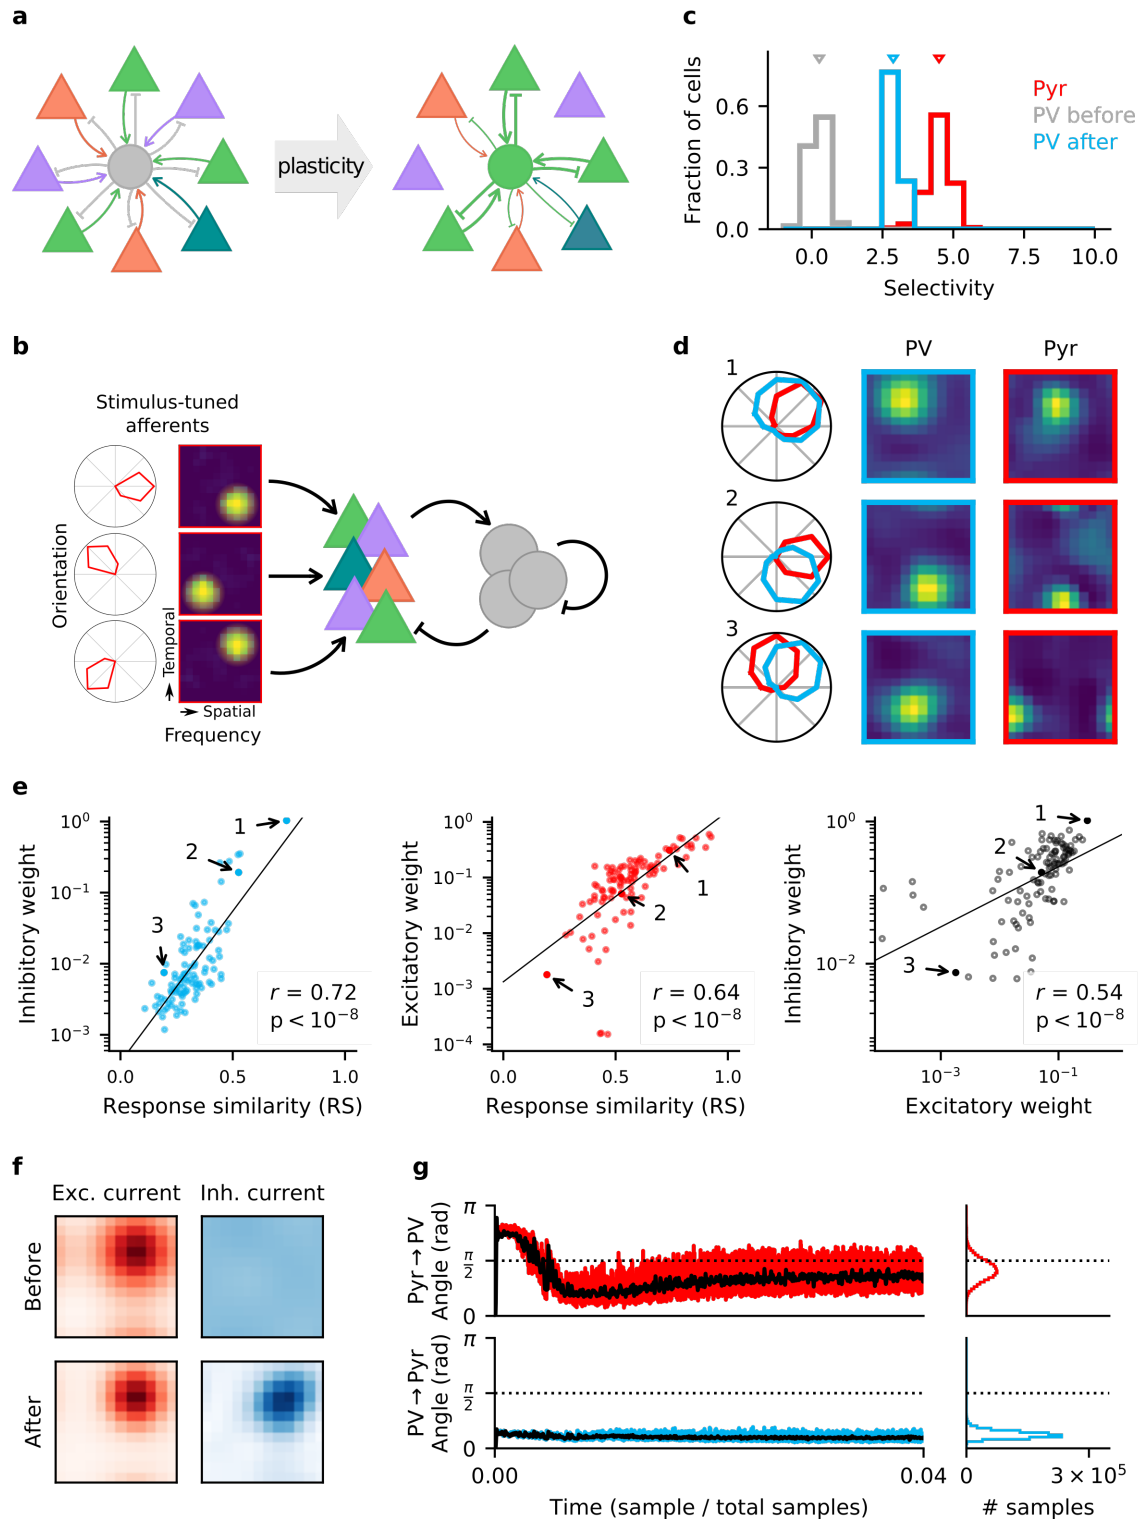 a
plasticity
c
Fraction of cells
0.6
0.3
0.0
0.0
2.5
5.0
7.5
10.0
Selectivity
Pyr
PV before
PV after
b
Stimulus-tuned
afferents
Orientation
Temporal
Spatial
Frequency
d
PV
Pyr
1
2
3
e
Inhibitory weight
10⁰
10⁻¹
10⁻²
10⁻³
1
2
3
r = 0.72
p < 10⁻⁸
0.0
0.5
1.0
Response similarity (RS)
Excitatory weight
10⁰
10⁻¹
10⁻²
10⁻³
10⁻⁴
1
2
3
r = 0.64
p < 10⁻⁸
0.0
0.5
1.0
Response similarity (RS)
Inhibitory weight
10⁰
10⁻²
1
2
3
r = 0.54
p < 10⁻⁸
10⁻³
10⁻¹
Excitatory weight
f
Exc. current
Inh. current
Before
After
g
Pyr → PV
Angle (rad)
π
π/2
0
PV → Pyr
Angle (rad)
π
π/2
0
0.00
0.04
Time (sample / total samples)
0
3 × 10⁵
# samples